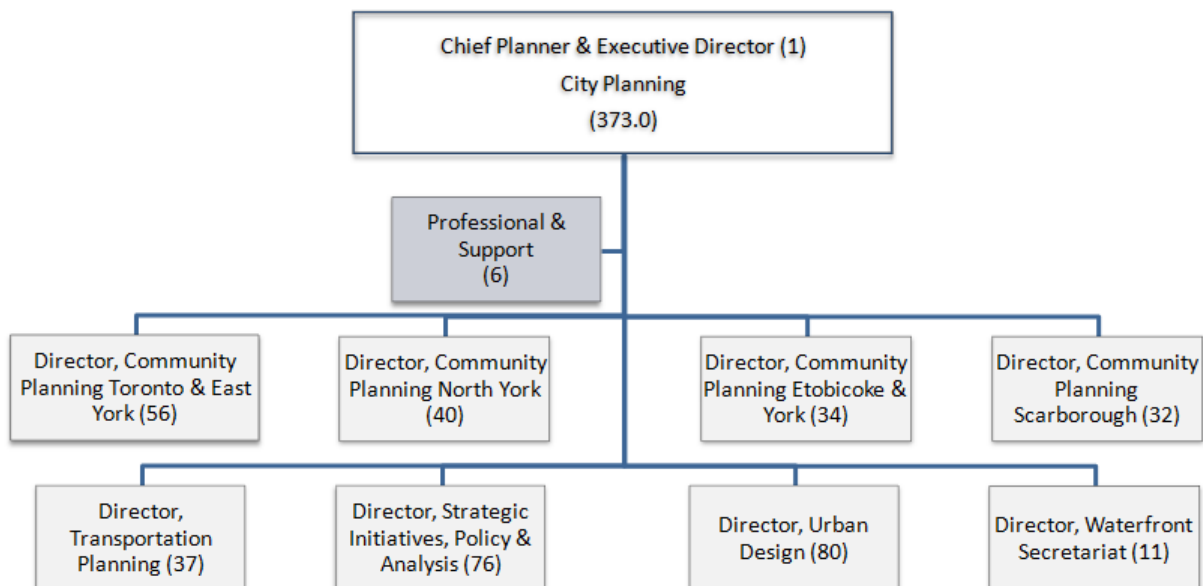 Chief Planner & Executive Director (1)
City Planning
(373.0)
Professional &
Support
(6)
Director, Community
Planning Toronto & East
York (56)
Director, Community
Planning North York
(40)
Director, Community
Planning Etobicoke &
York (34)
Director, Community
Planning
Scarborough (32)
Director,
Transportation
Planning (37)
Director, Strategic
Initiatives, Policy &
Analysis (76)
Director, Urban
Design (80)
Director, Waterfront
Secretariat (11)